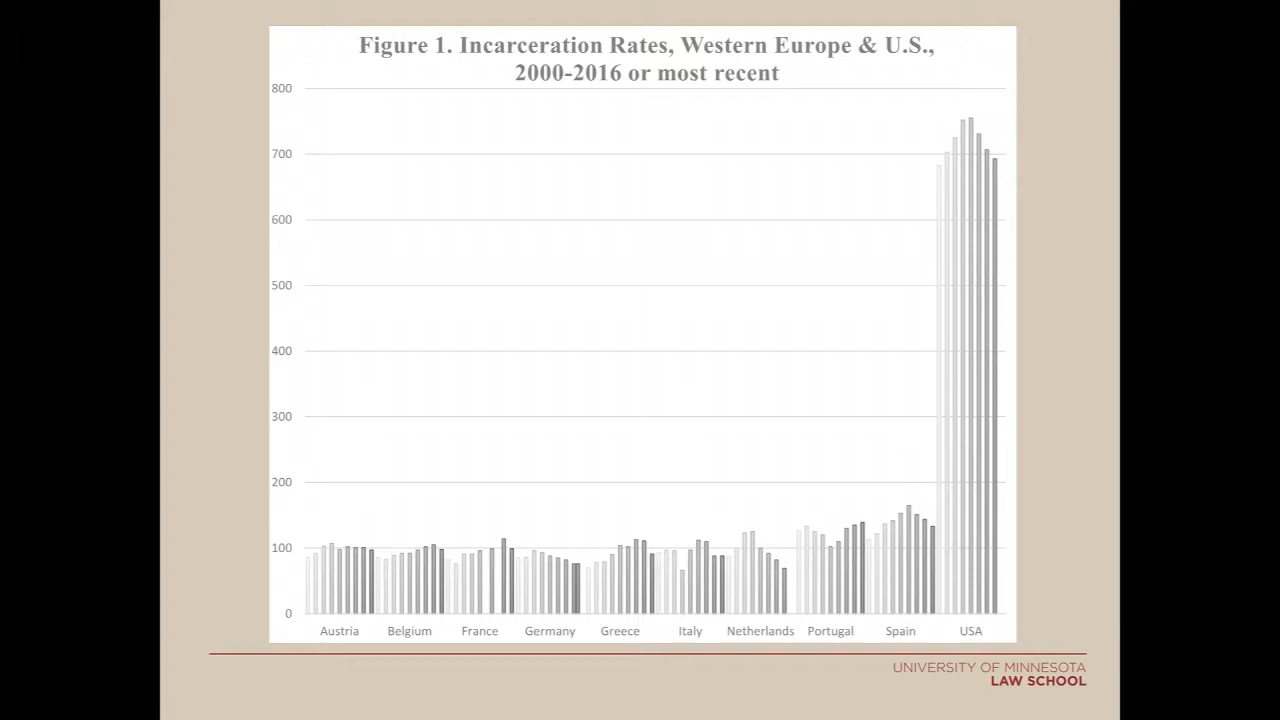 Figure 1. Incarceration Rates, Western Europe & U.S.,
2000-2016 or most recent
800
700
600
500
400
300
200
100
0
Austria Belgium France Germany Greece Italy Netherlands Portugal Spain USA
UNIVERSITY OF MINNESOTA
LAW SCHOOL